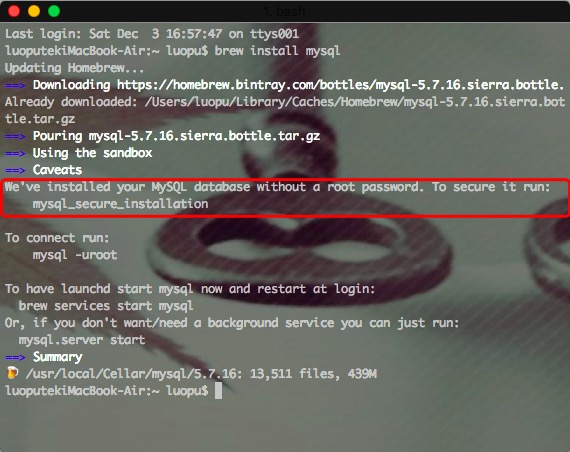 1. bash
Last login: Sat Dec  3 16:57:47 on ttys001
luoputekiMacBook-Air:~ luopu$ brew install mysql
Updating Homebrew...
==> Downloading https://homebrew.bintray.com/bottles/mysql-5.7.16.sierra.bottle.
Already downloaded: /Users/luopu/Library/Caches/Homebrew/mysql-5.7.16.sierra.bot
tle.tar.gz
==> Pouring mysql-5.7.16.sierra.bottle.tar.gz
==> Using the sandbox
==> Caveats
We've installed your MySQL database without a root password. To secure it run:
    mysql_secure_installation
To connect run:
    mysql -uroot
To have launchd start mysql now and restart at login:
  brew services start mysql
Or, if you don't want/need a background service you can just run:
  mysql.server start
==> Summary
🍺  /usr/local/Cellar/mysql/5.7.16: 13,511 files, 439M
luoputekiMacBook-Air:~ luopu$